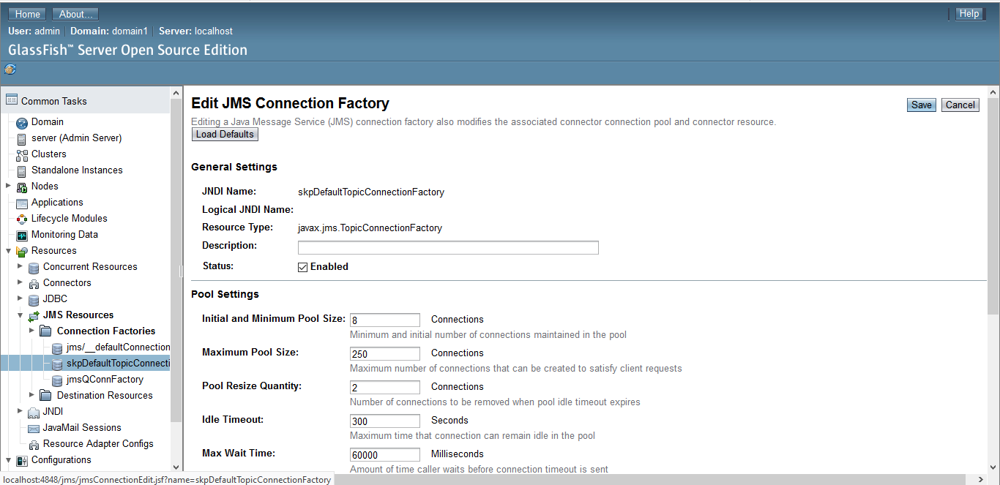 Home About... Help
User: admin Domain: domain1 Server: localhost
GlassFish™ Server Open Source Edition
Common Tasks
Domain
server (Admin Server)
Clusters
Standalone Instances
Nodes
Applications
Lifecycle Modules
Monitoring Data
Resources
Concurrent Resources
Connectors
JDBC
JMS Resources
Connection Factories
jms/__defaultConnection
skpDefaultTopicConnecti
jmsQConnFactory
Destination Resources
JNDI
JavaMail Sessions
Resource Adapter Configs
Configurations
localhost:4848/jms/jmsConnectionEdit.jsf?name=skpDefaultTopicConnectionFactory
Edit JMS Connection Factory
Save Cancel
Editing a Java Message Service (JMS) connection factory also modifies the associated connector connection pool and connector resource.
Load Defaults
General Settings
JNDI Name: skpDefaultTopicConnectionFactory
Logical JNDI Name:
Resource Type: javax.jms.TopicConnectionFactory
Description:
Status: Enabled
Pool Settings
Initial and Minimum Pool Size: 8 Connections
Minimum and initial number of connections maintained in the pool
Maximum Pool Size: 250 Connections
Maximum number of connections that can be created to satisfy client requests
Pool Resize Quantity: 2 Connections
Number of connections to be removed when pool idle timeout expires
Idle Timeout: 300 Seconds
Maximum time that connection can remain idle in the pool
Max Wait Time: 60000 Milliseconds
Amount of time caller waits before connection timeout is sent